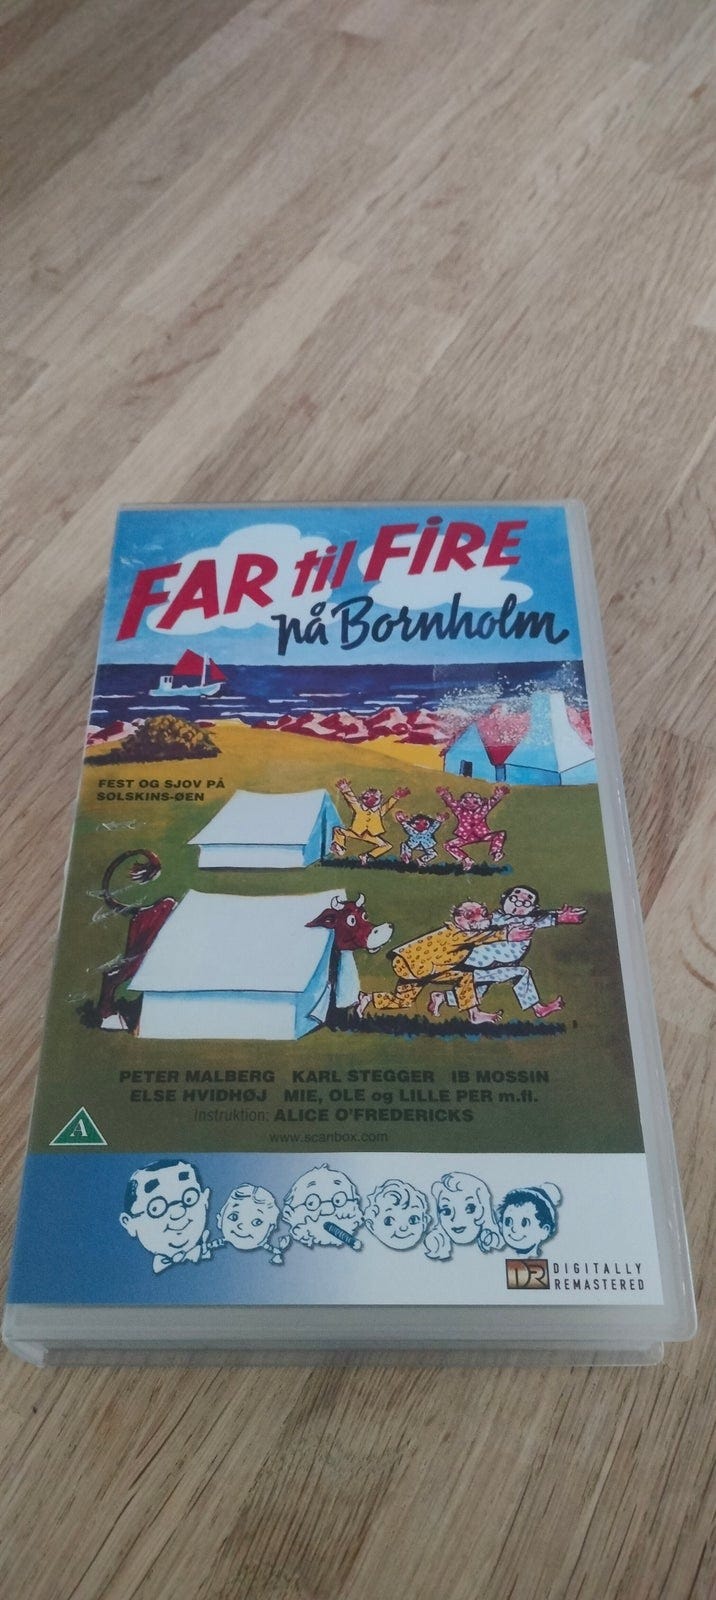 FAR til FiRE
på Bornholm
FEST OG SJOV PÅ
SOLSKINS-ØEN
PETER MALBERG KARL STEGGER IB MOSSIN
ELSE HVIDHØJ MIE, OLE og LILLE PER m.fl.
Instruktion: ALICE O'FREDERICKS
www.scanbox.com
A
DR DIGITALLY
REMASTERED